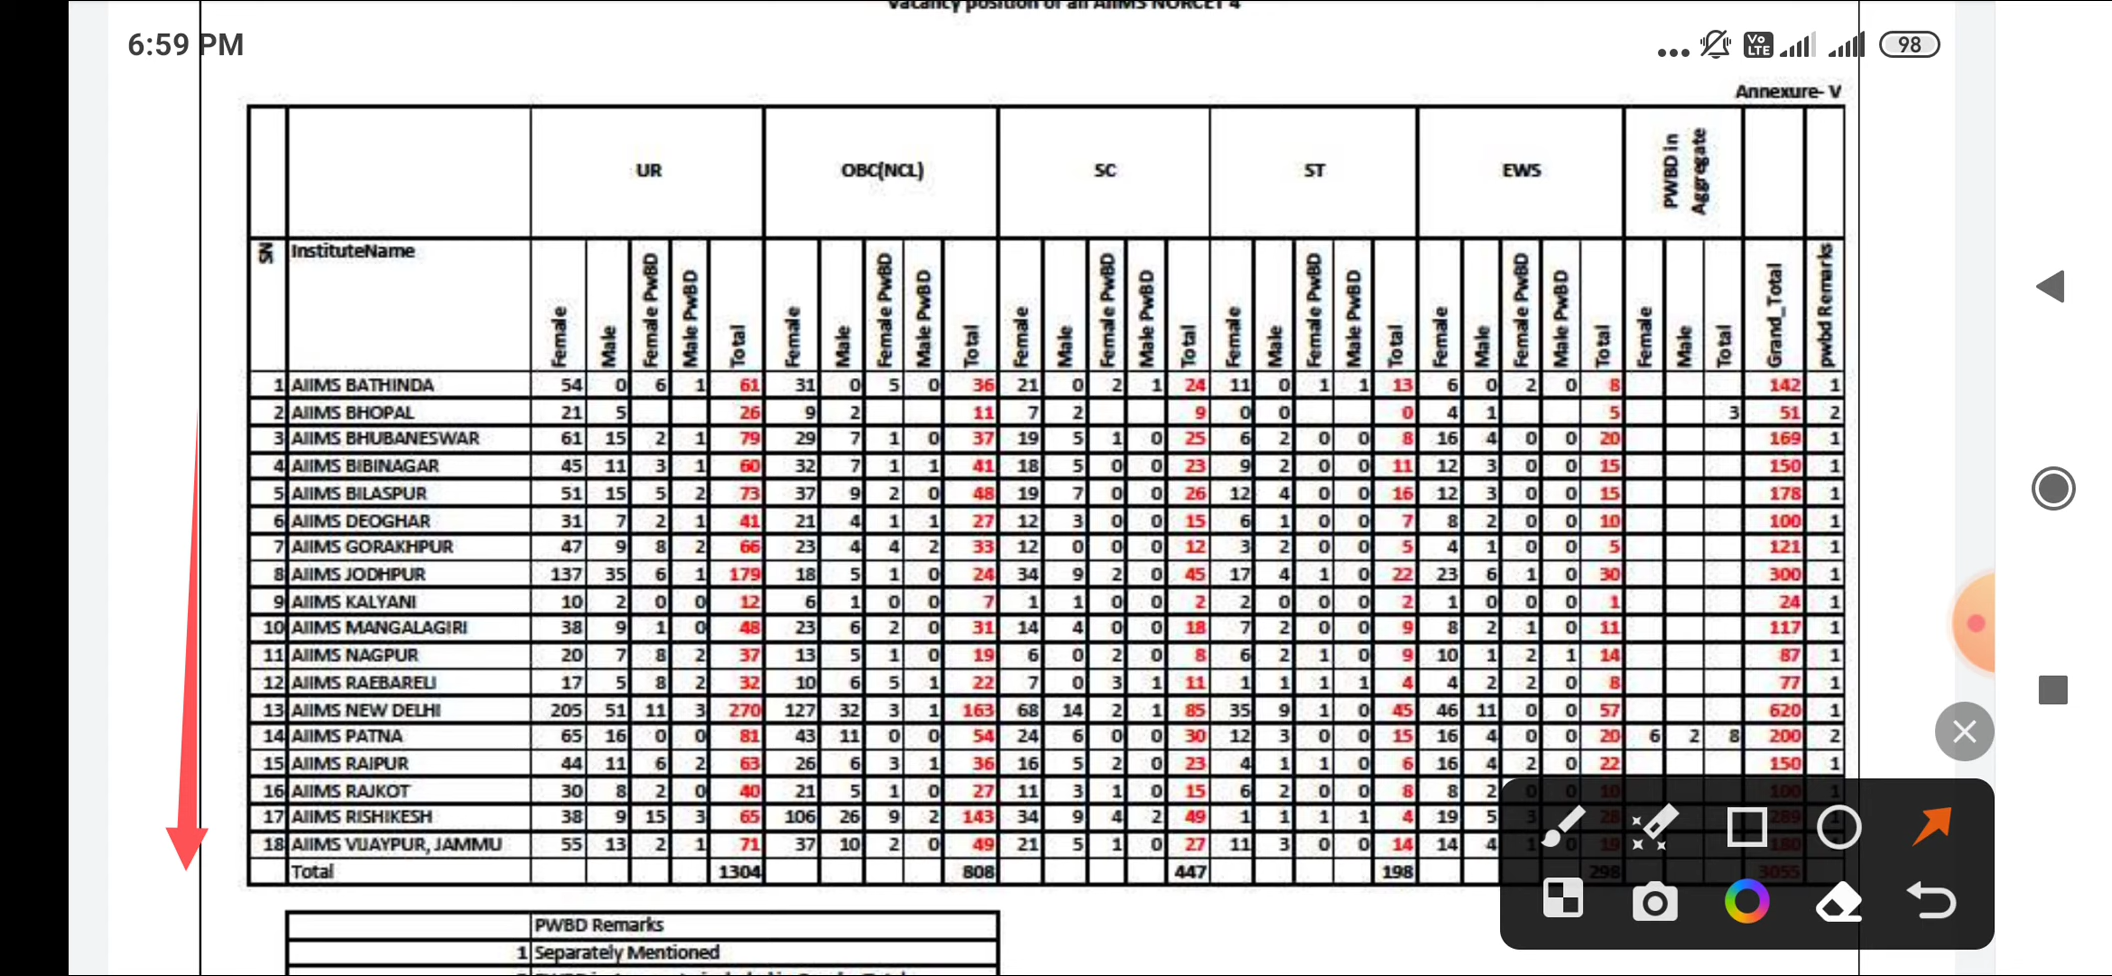 Vacancy position of all AIIMS NORCET 4
6:59 PM
Vo LTE
98
Annexure- V
UR OBC(NCL) SC ST EWS PWBD in Aggregate
SN InstituteName Female Male Female PwBD Male PwBD Total Female Male Female PwBD Male PwBD Total Female Male Female PwBD Male PwBD Total Female Male Female PwBD Male PwBD Total Female Male Female PwBD Male PwBD Total Female Male Total Grand_Total pwbd Remarks
1 AIIMS BATHINDA 54 0 6 1 61 31 0 5 0 36 21 0 2 1 24 11 0 1 1 13 6 0 2 0 8 142 1
2 AIIMS BHOPAL 21 5 26 9 2 11 7 2 9 0 0 0 4 1 5 3 51 2
3 AIIMS BHUBANESWAR 61 15 2 1 79 29 7 1 0 37 19 5 1 0 25 6 2 0 0 8 16 4 0 0 20 169 1
4 AIIMS BIBINAGAR 45 11 3 1 60 32 7 1 1 41 18 5 0 0 23 9 2 0 0 11 12 3 0 0 15 150 1
5 AIIMS BILASPUR 51 15 5 2 73 37 9 2 0 48 19 7 0 0 26 12 4 0 0 16 12 3 0 0 15 178 1
6 AIIMS DEOGHAR 31 7 2 1 41 21 4 1 1 27 12 3 0 0 15 6 1 0 0 7 8 2 0 0 10 100 1
7 AIIMS GORAKHPUR 47 9 8 2 66 23 4 4 2 33 12 0 0 0 12 3 2 0 0 5 4 1 0 0 5 121 1
8 AIIMS JODHPUR 137 35 6 1 179 18 5 1 0 24 34 9 2 0 45 17 4 1 0 22 23 6 1 0 30 300 1
9 AIIMS KALYANI 10 2 0 0 12 6 1 0 0 7 1 1 0 0 2 2 0 0 0 2 1 0 0 0 1 24 1
10 AIIMS MANGALAGIRI 38 9 1 0 48 23 6 2 0 31 14 4 0 0 18 7 2 0 0 9 8 2 1 0 11 117 1
11 AIIMS NAGPUR 20 7 8 2 37 13 5 1 0 19 6 0 2 0 8 6 2 1 0 9 10 1 2 1 14 87 1
12 AIIMS RAEBARELI 17 5 8 2 32 10 6 5 1 22 7 0 3 1 11 1 1 1 1 4 4 2 2 0 8 77 1
13 AIIMS NEW DELHI 205 51 11 3 270 127 32 3 1 163 68 14 2 1 85 35 9 1 0 45 46 11 0 0 57 620 1
14 AIIMS PATNA 65 16 0 0 81 43 11 0 0 54 24 6 0 0 30 12 3 0 0 15 16 4 0 0 20 6 2 8 200 2
15 AIIMS RAIPUR 44 11 6 2 63 26 6 3 1 36 16 5 2 0 23 4 1 1 0 6 16 4 2 0 22 150 1
16 AIIMS RAJKOT 30 8 2 0 40 21 5 1 0 27 11 3 1 0 15 6 2 0 0 8 8 2 0 0 10 100 1
17 AIIMS RISHIKESH 38 9 15 3 65 106 26 9 2 143 34 9 4 2 49 1 1 1 1 4 19 5 3 28 289
18 AIIMS VIJAYPUR, JAMMU 55 13 2 1 71 37 10 2 0 49 21 5 1 0 27 11 3 0 0 14 14 4 1 0 19 180
Total 1304 808 447 198 298 3055
PWBD Remarks
1 Separately Mentioned